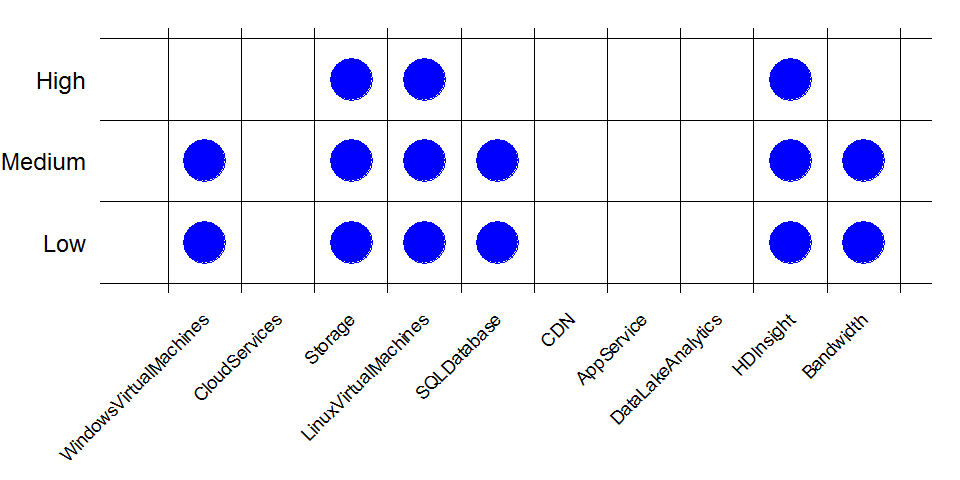 High
Medium
Low
WindowsVirtualMachines
CloudServices
Storage
LinuxVirtualMachines
SQLDatabase
CDN
AppService
DataLakeAnalytics
HDInsight
Bandwidth